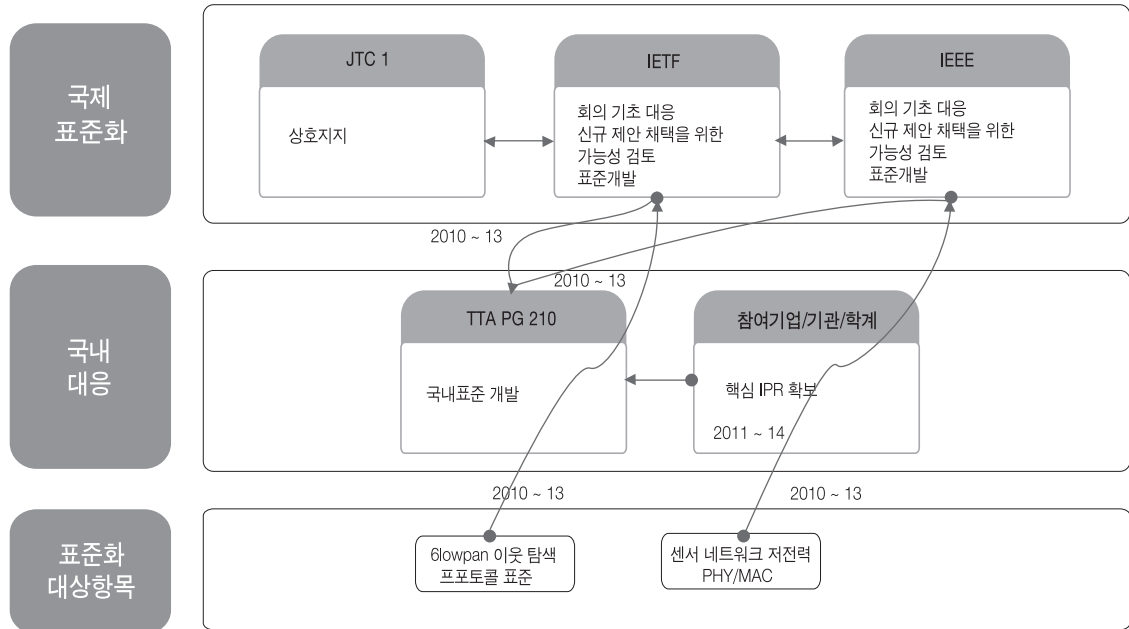 국제
표준화
JTC 1
상호지지
IETF
회의 기초 대응
신규 제안 채택을 위한
가능성 검토
표준개발
IEEE
회의 기초 대응
신규 제안 채택을 위한
가능성 검토
표준개발
2010 ~ 13
2010 ~ 13
국내
대응
TTA PG 210
국내표준 개발
참여기업/기관/학계
핵심 IPR 확보
2011 ~ 14
2010 ~ 13
2010 ~ 13
표준화
대상항목
6lowpan 이웃 탐색
프포토콜 표준
센서 네트워크 저전력
PHY/MAC